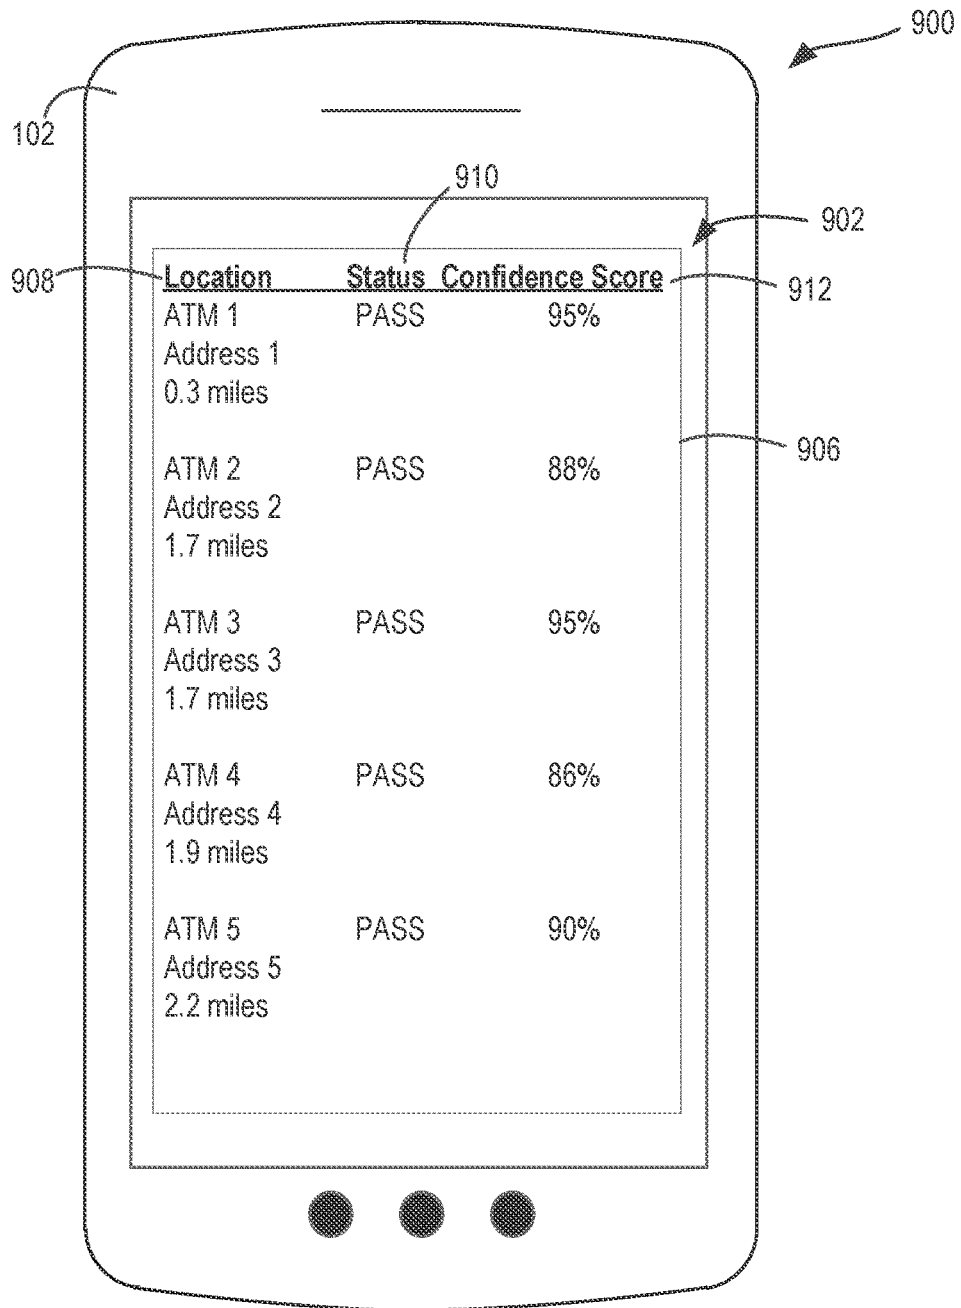 900
102
910
902
908
Location Status Confidence Score
912
ATM 1 PASS 95%
Address 1
0.3 miles
906
ATM 2 PASS 88%
Address 2
1.7 miles
ATM 3 PASS 95%
Address 3
1.7 miles
ATM 4 PASS 86%
Address 4
1.9 miles
ATM 5 PASS 90%
Address 5
2.2 miles